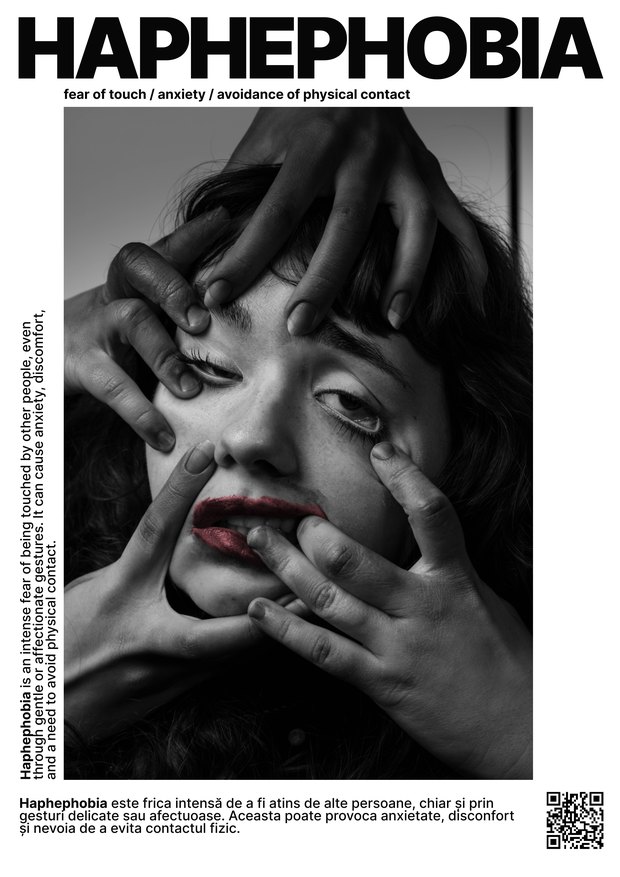 HAPHEPHOBIA
fear of touch / anxiety / avoidance of physical contact
Haphephobia is an intense fear of being touched by other people, even
through gentle or affectionate gestures. It can cause anxiety, discomfort,
and a need to avoid physical contact.
Haphephobia este frica intensă de a fi atins de alte persoane, chiar și prin
gesturi delicate sau afectuoase. Aceasta poate provoca anxietate, disconfort
și nevoia de a evita contactul fizic.